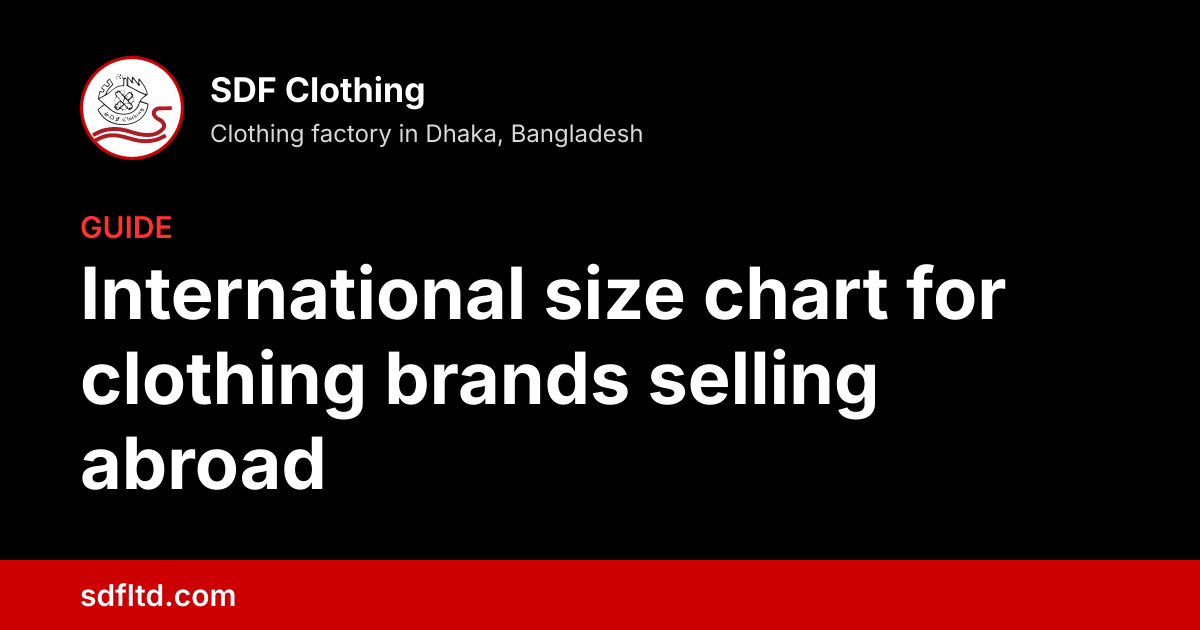 SDF Clothing
Clothing factory in Dhaka, Bangladesh
GUIDE
International size chart for
clothing brands selling
abroad
sdfltd.com